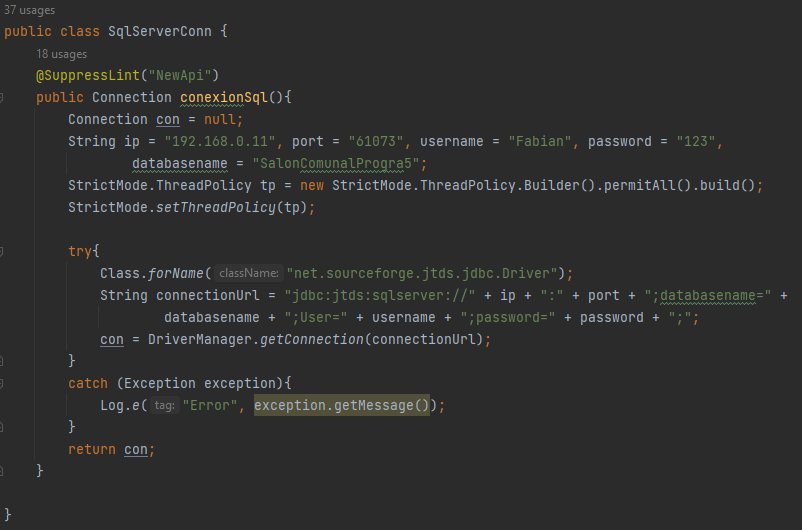 37 usages
public class SqlServerConn {
18 usages
@SuppressLint("NewApi")
public Connection conexionSql(){
Connection con = null;
String ip = "192.168.0.11", port = "61073", username = "Fabian", password = "123",
databasename = "SalonComunalProgra5";
StrictMode.ThreadPolicy tp = new StrictMode.ThreadPolicy.Builder().permitAll().build();
StrictMode.setThreadPolicy(tp);
try{
Class.forName( className: "net.sourceforge.jtds.jdbc.Driver");
String connectionUrl = "jdbc:jtds:sqlserver://" + ip + ":" + port + ";databasename=" +
databasename + ";User=" + username + ";password=" + password + ";";
con = DriverManager.getConnection(connectionUrl);
}
catch (Exception exception){
Log.e( tag: "Error", exception.getMessage());
}
return con;
}
}